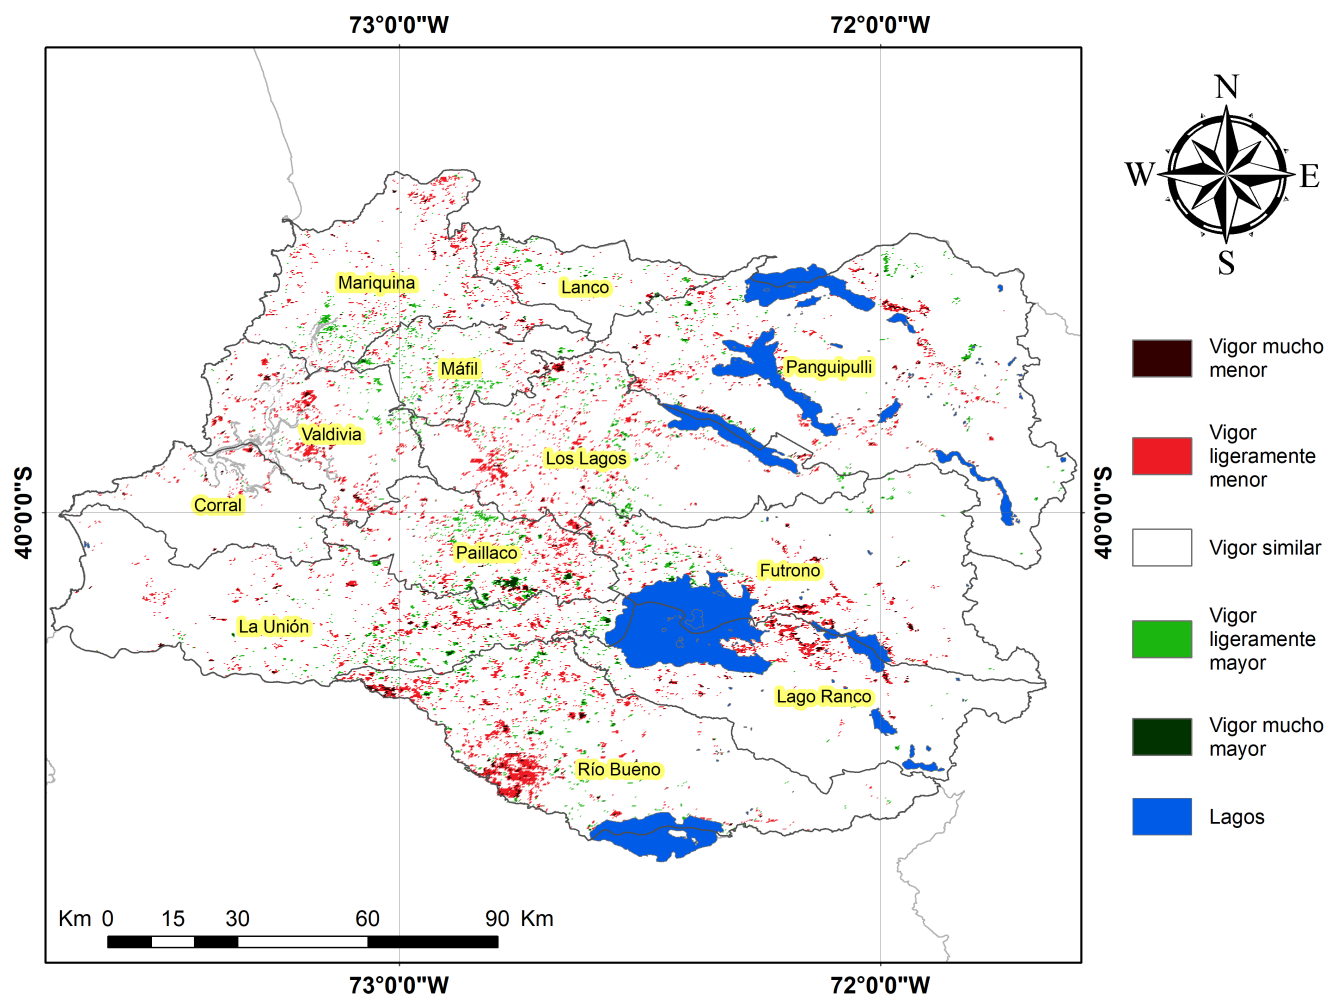 73°0'0"W
72°0'0"W
N
W
E
S
Mariquina
Lanco
Máfil
Panguipulli
Valdivia
Los Lagos
Corral
40°0'0"S
40°0'0"S
Paillaco
Futrono
La Unión
Lago Ranco
Río Bueno
Vigor mucho
menor
Vigor
ligeramente
menor
Vigor similar
Vigor
ligeramente
mayor
Vigor mucho
mayor
Lagos
Km 0 15 30 60 90 Km
73°0'0"W
72°0'0"W